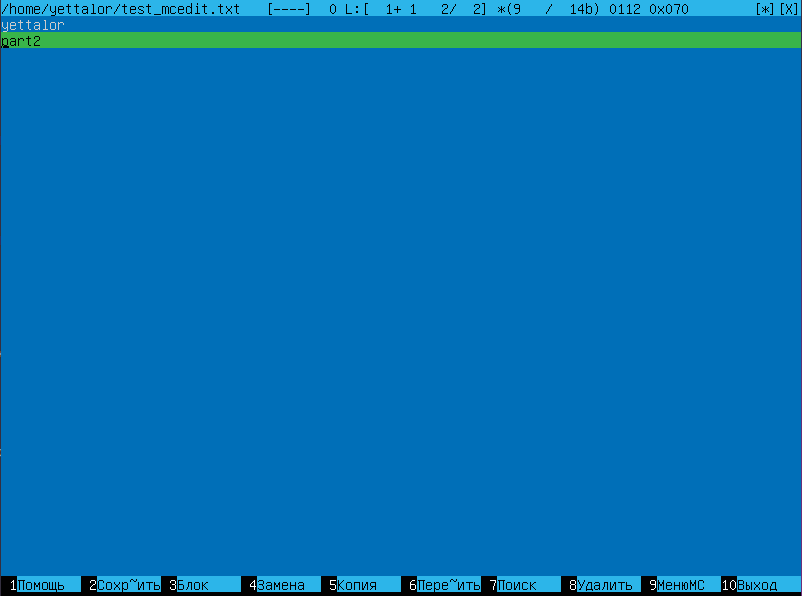 /home/yettalor/test_mcedit.txt   [----]  0 L:[  1+ 1   2/  2] *(9   /  14b) 0112 0x070        [*][X]
yettalor
part2
1Помощь 2Сохр~ить 3Блок 4Замена 5Копия 6Пере~ить 7Поиск 8Удалить 9МенюМС 10Выход